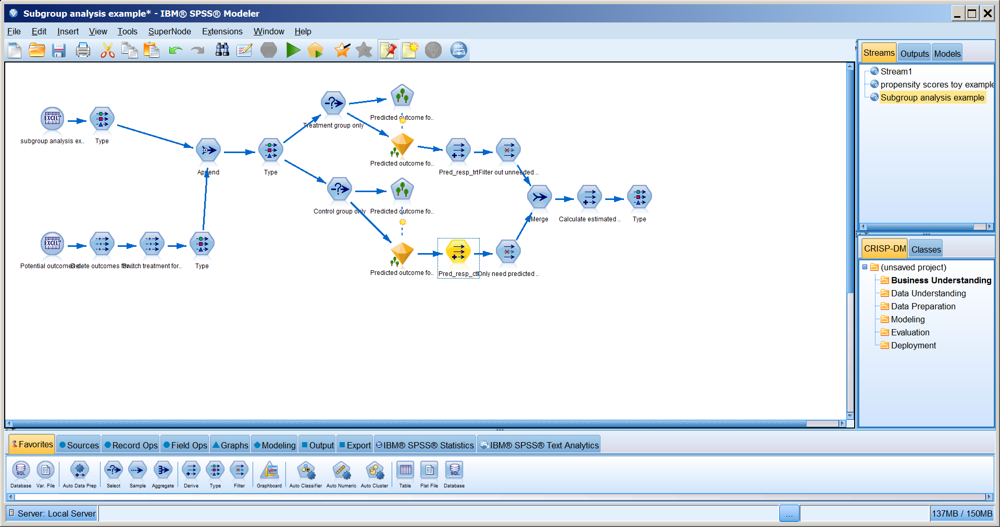 Subgroup analysis example* - IBM® SPSS® Modeler
File Edit Insert View Tools SuperNode Extensions Window Help
Streams Outputs Models
Stream1
propensity scores toy example
Subgroup analysis example
EXCEL™
subgroup analysis ex..
Type
Append
Type
Treatment group only
Predicted outcome fo..
Predicted outcome fo..
Pred_resp_trt
Filter out unneeded ..
Control group only
Predicted outcome fo..
Merge
Calculate estimated ..
Type
EXCEL™
Potential outcomes
outcomes for
Switch treatment for..
Type
Predicted outcome fo..
Pred_resp_ctl
Only need predicted ..
CRISP-DM Classes
(unsaved project)
Business Understanding
Data Understanding
Data Preparation
Modeling
Evaluation
Deployment
Favorites Sources Record Ops Field Ops Graphs Modeling Output Export IBM® SPSS® Statistics IBM® SPSS® Text Analytics
SQL SQL
Database Var. File Auto Data Prep Select Sample Aggregate Derive Type Filter Graphboard Auto Classifier Auto Numeric Auto Cluster Table Flat File Database
Server: Local Server ... 137MB / 150MB
abc